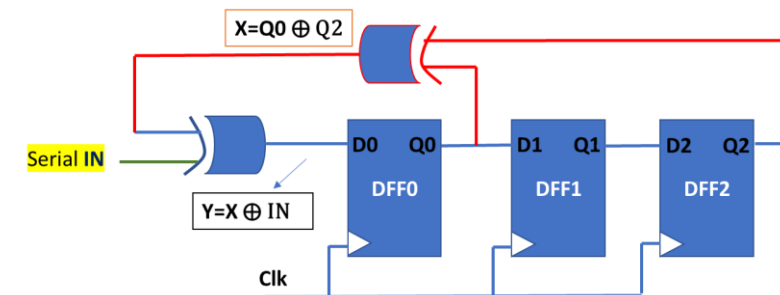 X=Q0 ⊕ Q2
Serial IN
Y=X ⊕ IN
D0 Q0
DFF0
D1 Q1
DFF1
D2 Q2
DFF2
Clk